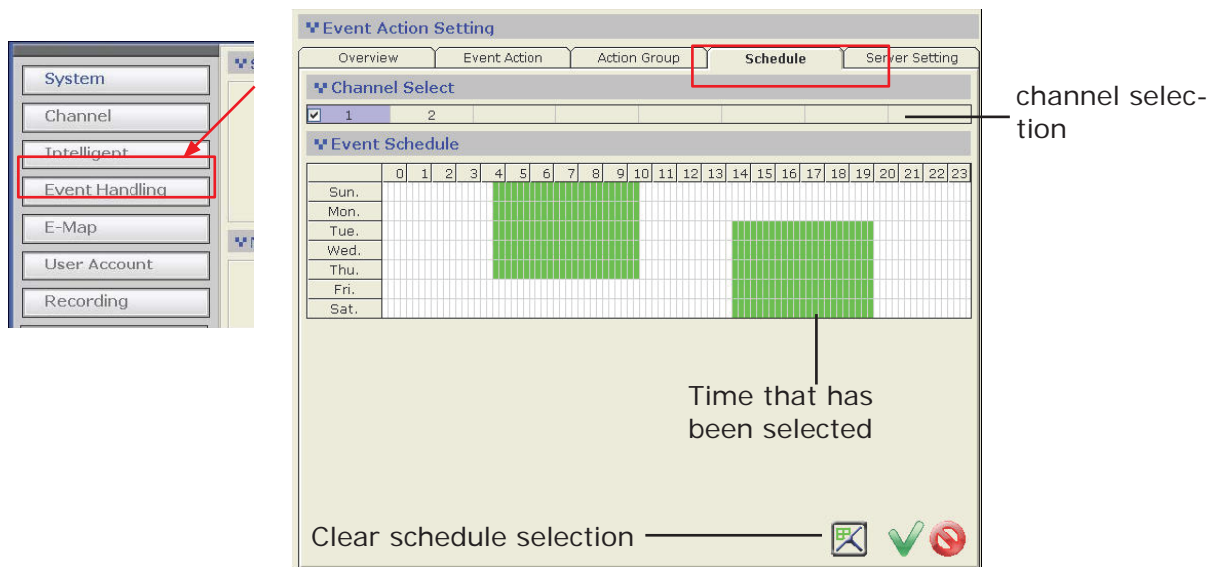 System
Channel
Intelligent
Event Handling
E-Map
User Account
Recording
Event Action Setting
Overview Event Action Action Group Schedule Server Setting
Channel Select
1 2
Event Schedule
0 1 2 3 4 5 6 7 8 9 10 11 12 13 14 15 16 17 18 19 20 21 22 23
Sun.
Mon.
Tue.
Wed.
Thu.
Fri.
Sat.
channel selec-
tion
Time that has
been selected
Clear schedule selection